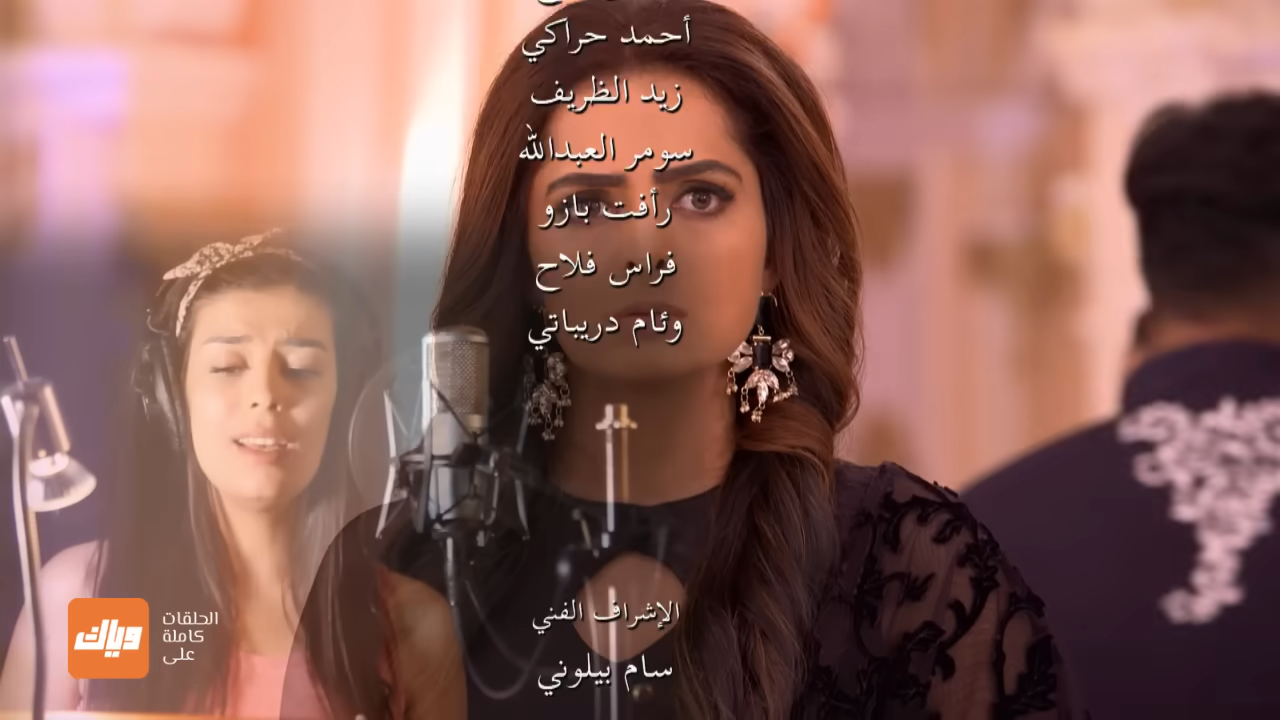 أحمد حراكي
زيد الظريف
سومر العبدالله
رأفت بازو
فراس فلاح
وئام دريباتي
الإشراف الفني
سام بيلوني
وياك
الحلقات
كاملة
على